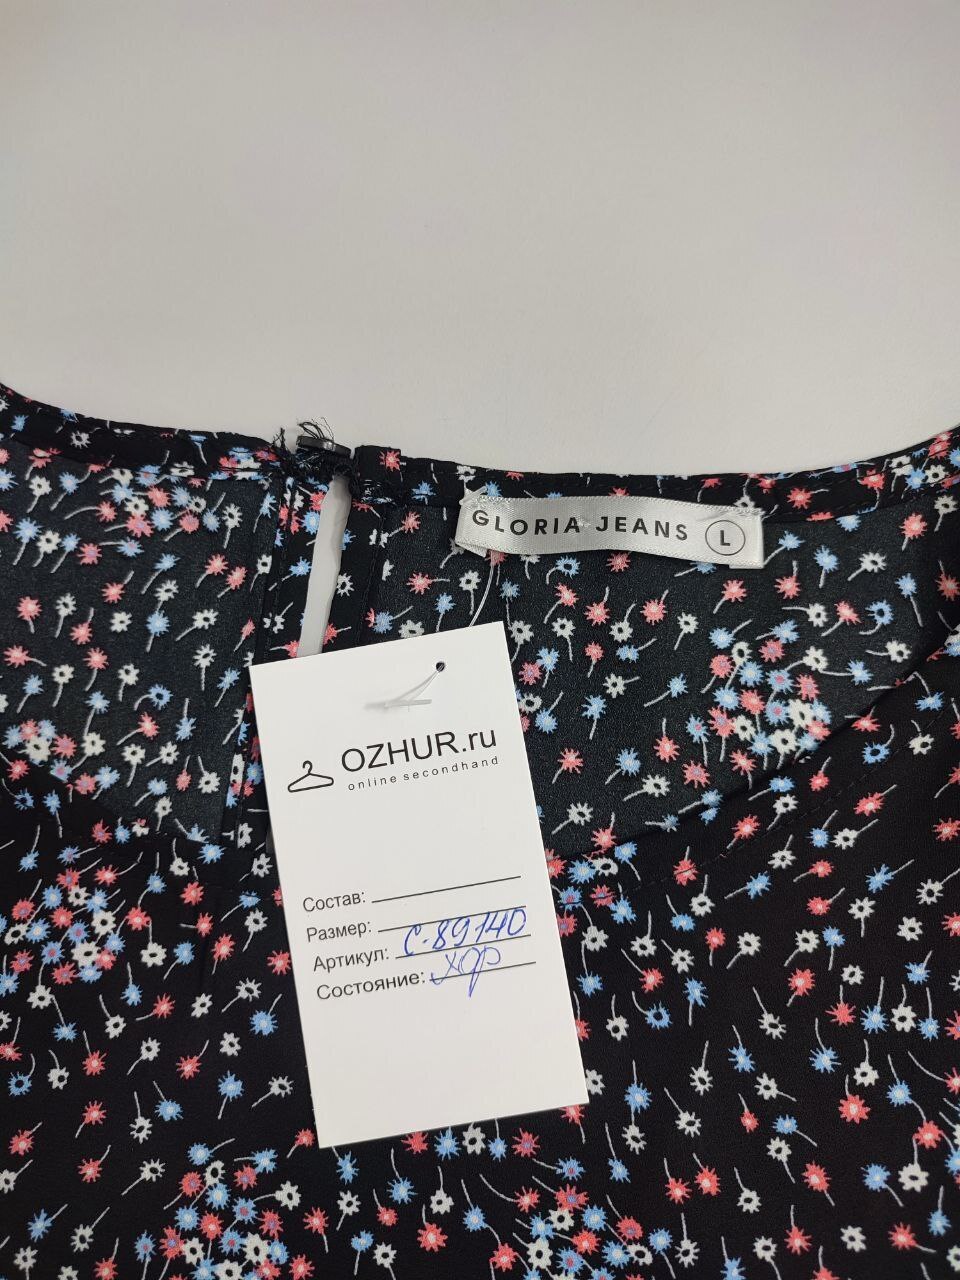 GLORIA JEANS L
OZHUR.ru
online secondhand
Состав:
Размер:
Артикул: С-89140
Состояние: хор